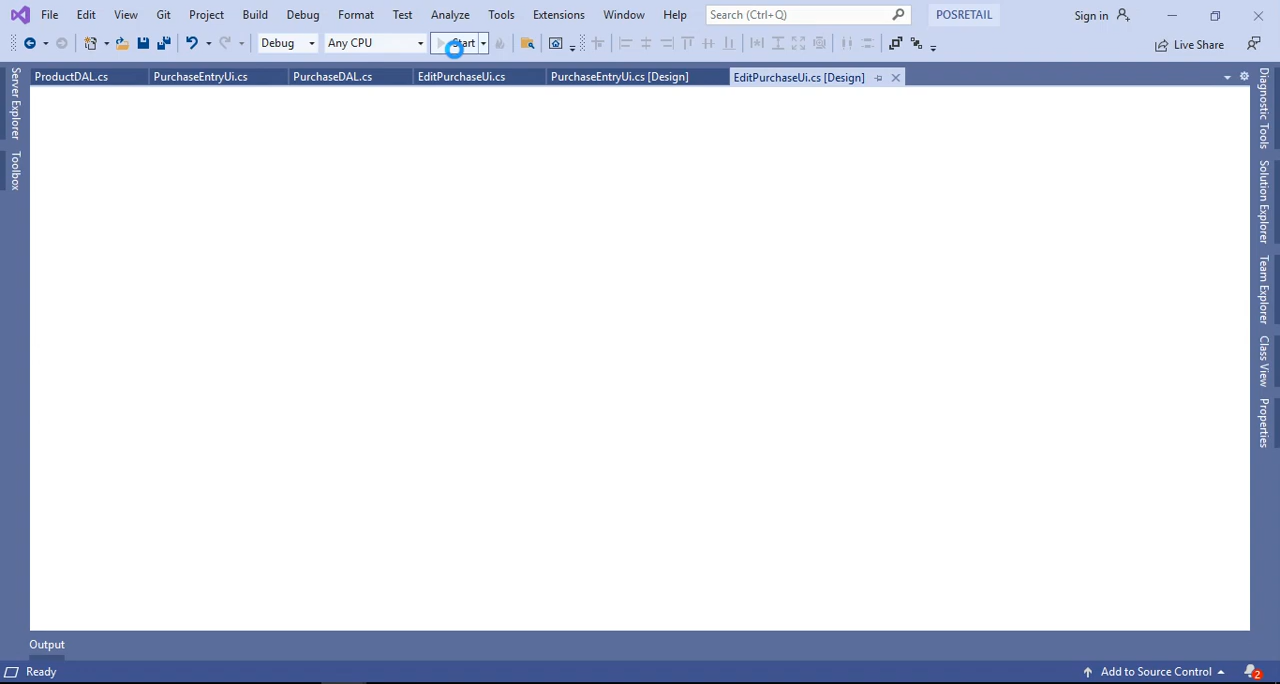 File Edit View Git Project Build Debug Format Test Analyze Tools Extensions Window Help Search (Ctrl+Q) POSRETAIL Sign in
Debug Any CPU Start Live Share
ProductDAL.cs PurchaseEntryUi.cs PurchaseDAL.cs EditPurchaseUi.cs PurchaseEntryUi.cs [Design] EditPurchaseUi.cs [Design]
Server Explorer
Toolbox
Diagnostic Tools
Solution Explorer
Team Explorer
Class View
Properties
Output
Ready Add to Source Control 2